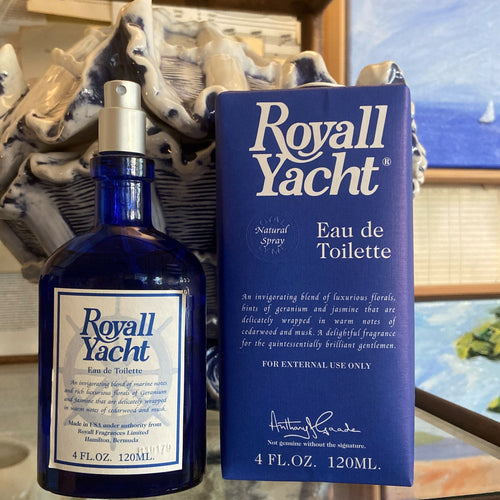 Royall
Yacht
Eau de Toilette
An invigorating blend of marine notes
and rich luxurious florals of Geranium
and Jasmine that are delicately wrapped
in warm notes of cedarwood and musk.
Made in USA under authority from
Royall Fragrances Limited
Hamilton, Bermuda
4 FL.OZ. 120ML.
Royall
Yacht®
Natural
Spray
Eau de
Toilette
An invigorating blend of luxurious florals,
hints of geranium and jasmine that are
delicately wrapped in warm notes of
cedarwood and musk. A delightful fragrance
for the quintessentially brilliant gentlemen.
FOR EXTERNAL USE ONLY
Not genuine without the signature.
4 FL.OZ. 120ML.